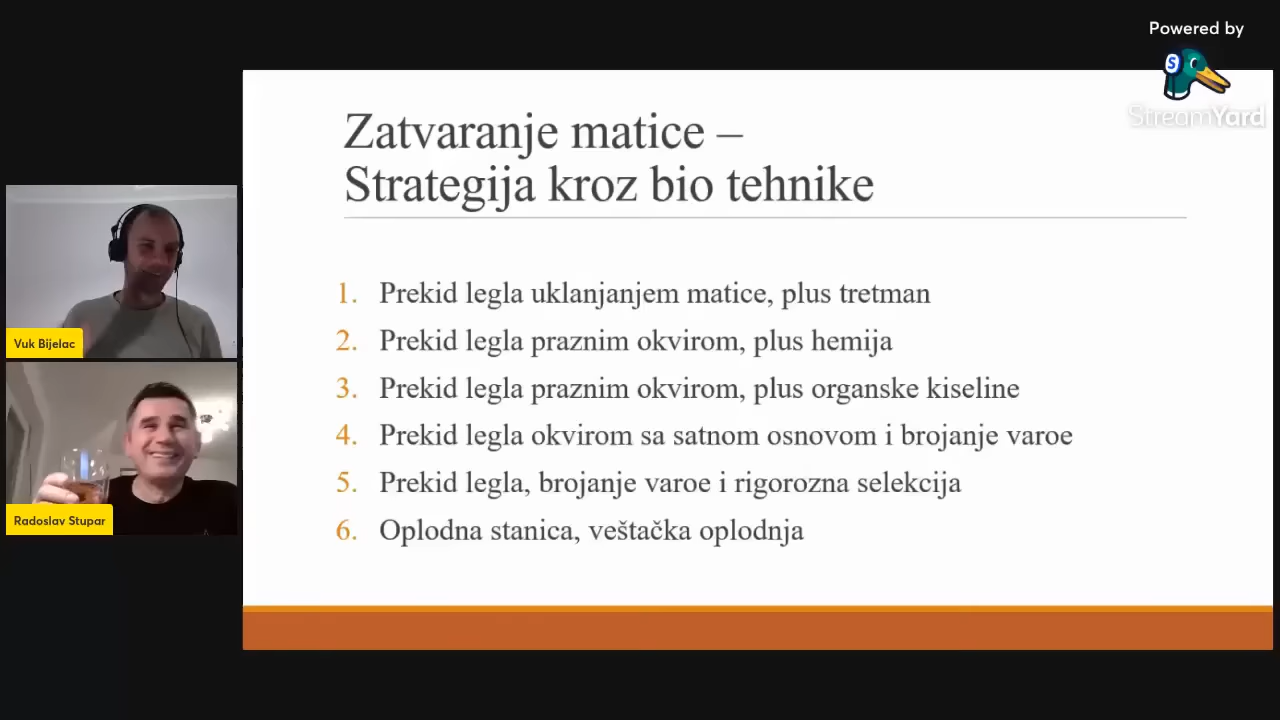 Powered by
StreamYard
Zatvaranje matice –
Strategija kroz bio tehnike
1. Prekid legla uklanjanjem matice, plus tretman
2. Prekid legla praznim okvirom, plus hemija
3. Prekid legla praznim okvirom, plus organske kiseline
4. Prekid legla okvirom sa satnom osnovom i brojanje varoe
5. Prekid legla, brojanje varoe i rigorozna selekcija
6. Oplodna stanica, veštačka oplodnja
Vuk Bijelac
Radoslav Stupar